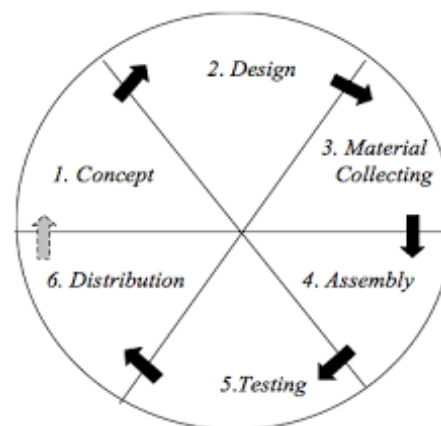 2. Design
3. Material
Collecting
1. Concept
6. Distribution
4. Assembly
5.Testing